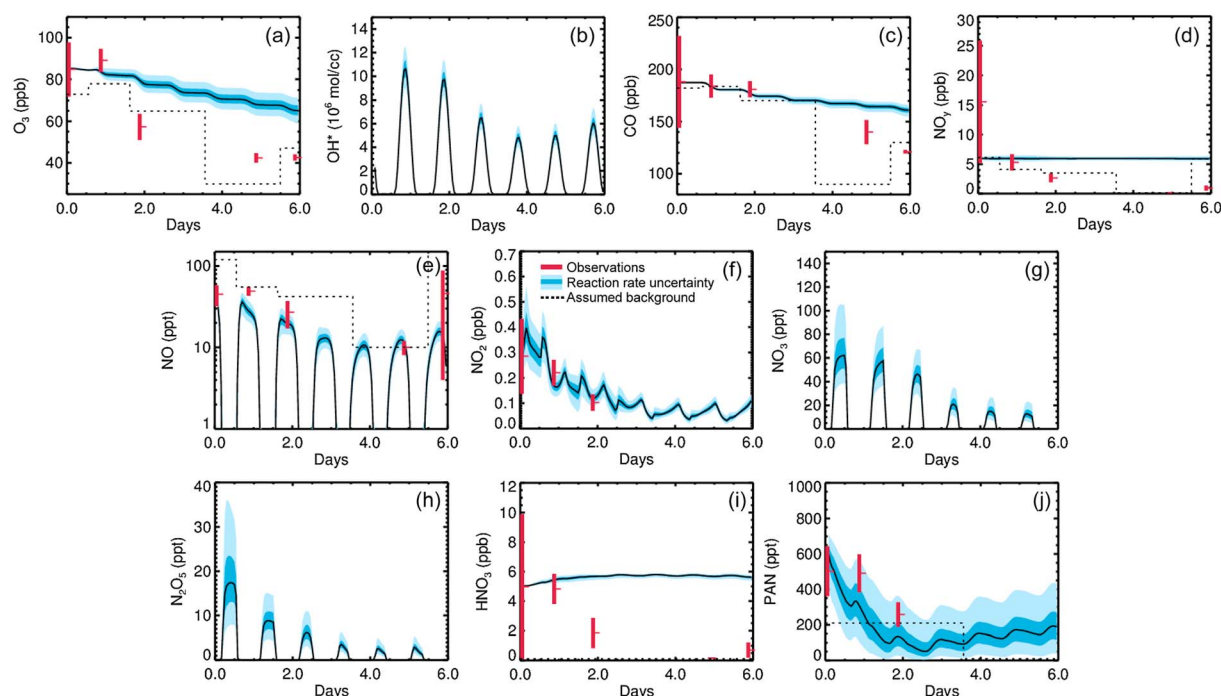 (a)
O₃ (ppb)
100
80
60
40
0.0 2.0 4.0 6.0
Days
(b)
OH* (10⁶ mol/cc)
14
12
10
8
6
4
2
0
0.0 2.0 4.0 6.0
Days
(c)
CO (ppb)
250
200
150
100
0.0 2.0 4.0 6.0
Days
(d)
NOy (ppb)
30
25
20
15
10
5
0
0.0 2.0 4.0 6.0
Days
(e)
NO (ppt)
100
10
1
0.0 2.0 4.0 6.0
Days
(f)
Observations
Reaction rate uncertainty
Assumed background
NO₂ (ppb)
0.7
0.6
0.5
0.4
0.3
0.2
0.1
0.0
0.0 2.0 4.0 6.0
Days
(g)
NO₃ (ppt)
140
120
100
80
60
40
20
0
0.0 2.0 4.0 6.0
Days
(h)
N₂O₅ (ppt)
40
30
20
10
0
0.0 2.0 4.0 6.0
Days
(i)
HNO₃ (ppb)
12
10
8
6
4
2
0
0.0 2.0 4.0 6.0
Days
(j)
PAN (ppt)
1000
800
600
400
200
0
0.0 2.0 4.0 6.0
Days